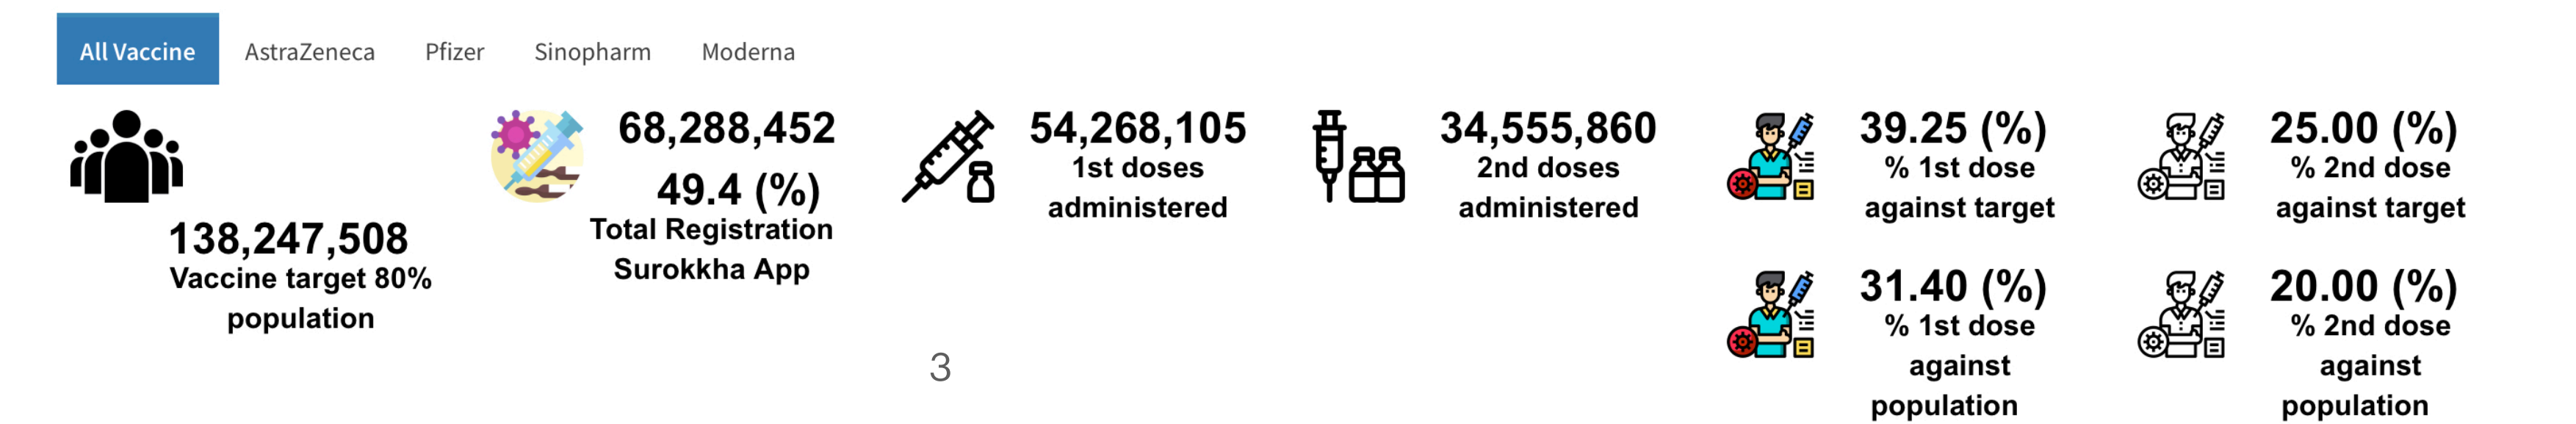 All Vaccine
AstraZeneca
Pfizer
Sinopharm
Moderna
138,247,508
Vaccine target 80%
population
68,288,452
49.4 (%)
Total Registration
Surokkha App
54,268,105
1st doses
administered
34,555,860
2nd doses
administered
39.25 (%)
% 1st dose
against target
25.00 (%)
% 2nd dose
against target
31.40 (%)
% 1st dose
against
population
20.00 (%)
% 2nd dose
against
population
3